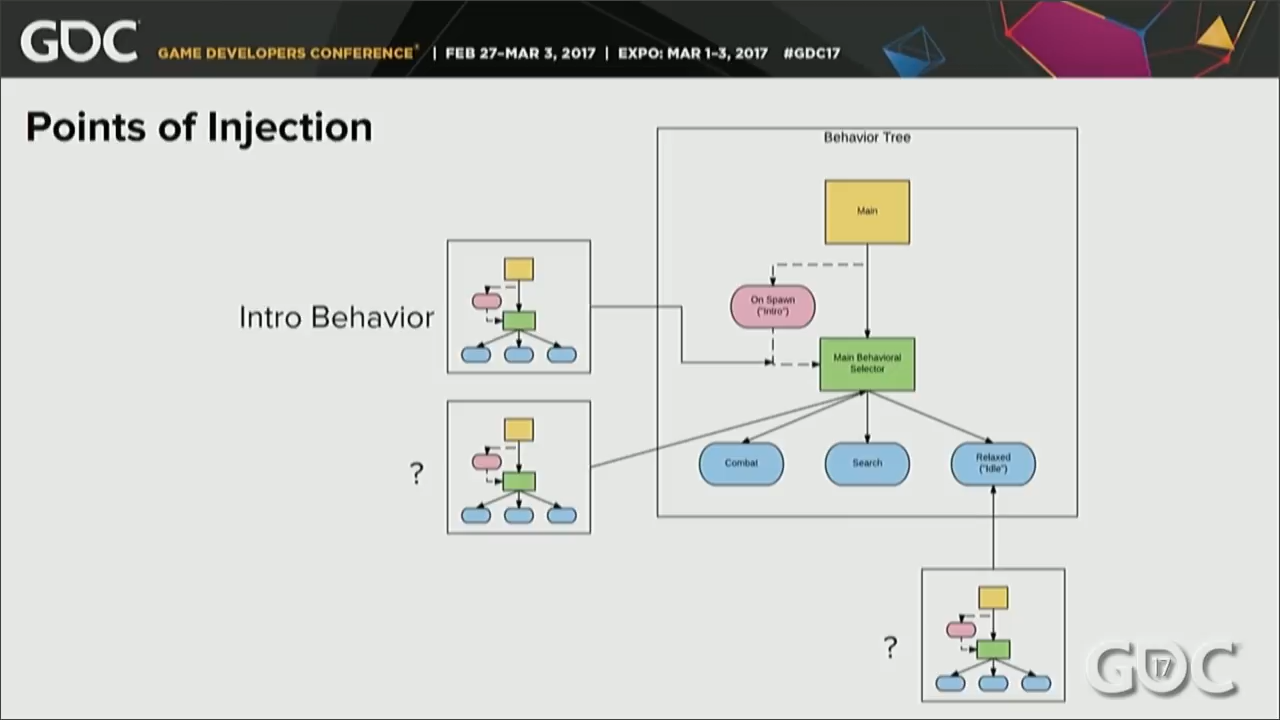 GDC GAME DEVELOPERS CONFERENCE® | FEB 27–MAR 3, 2017 | EXPO: MAR 1–3, 2017 #GDC17
Points of Injection
Behavior Tree
Main
On Spawn
("Intro")
Intro Behavior
Main Behavioral
Selector
Combat
Search
Relaxed
("Idle")
?
?
GDC 17